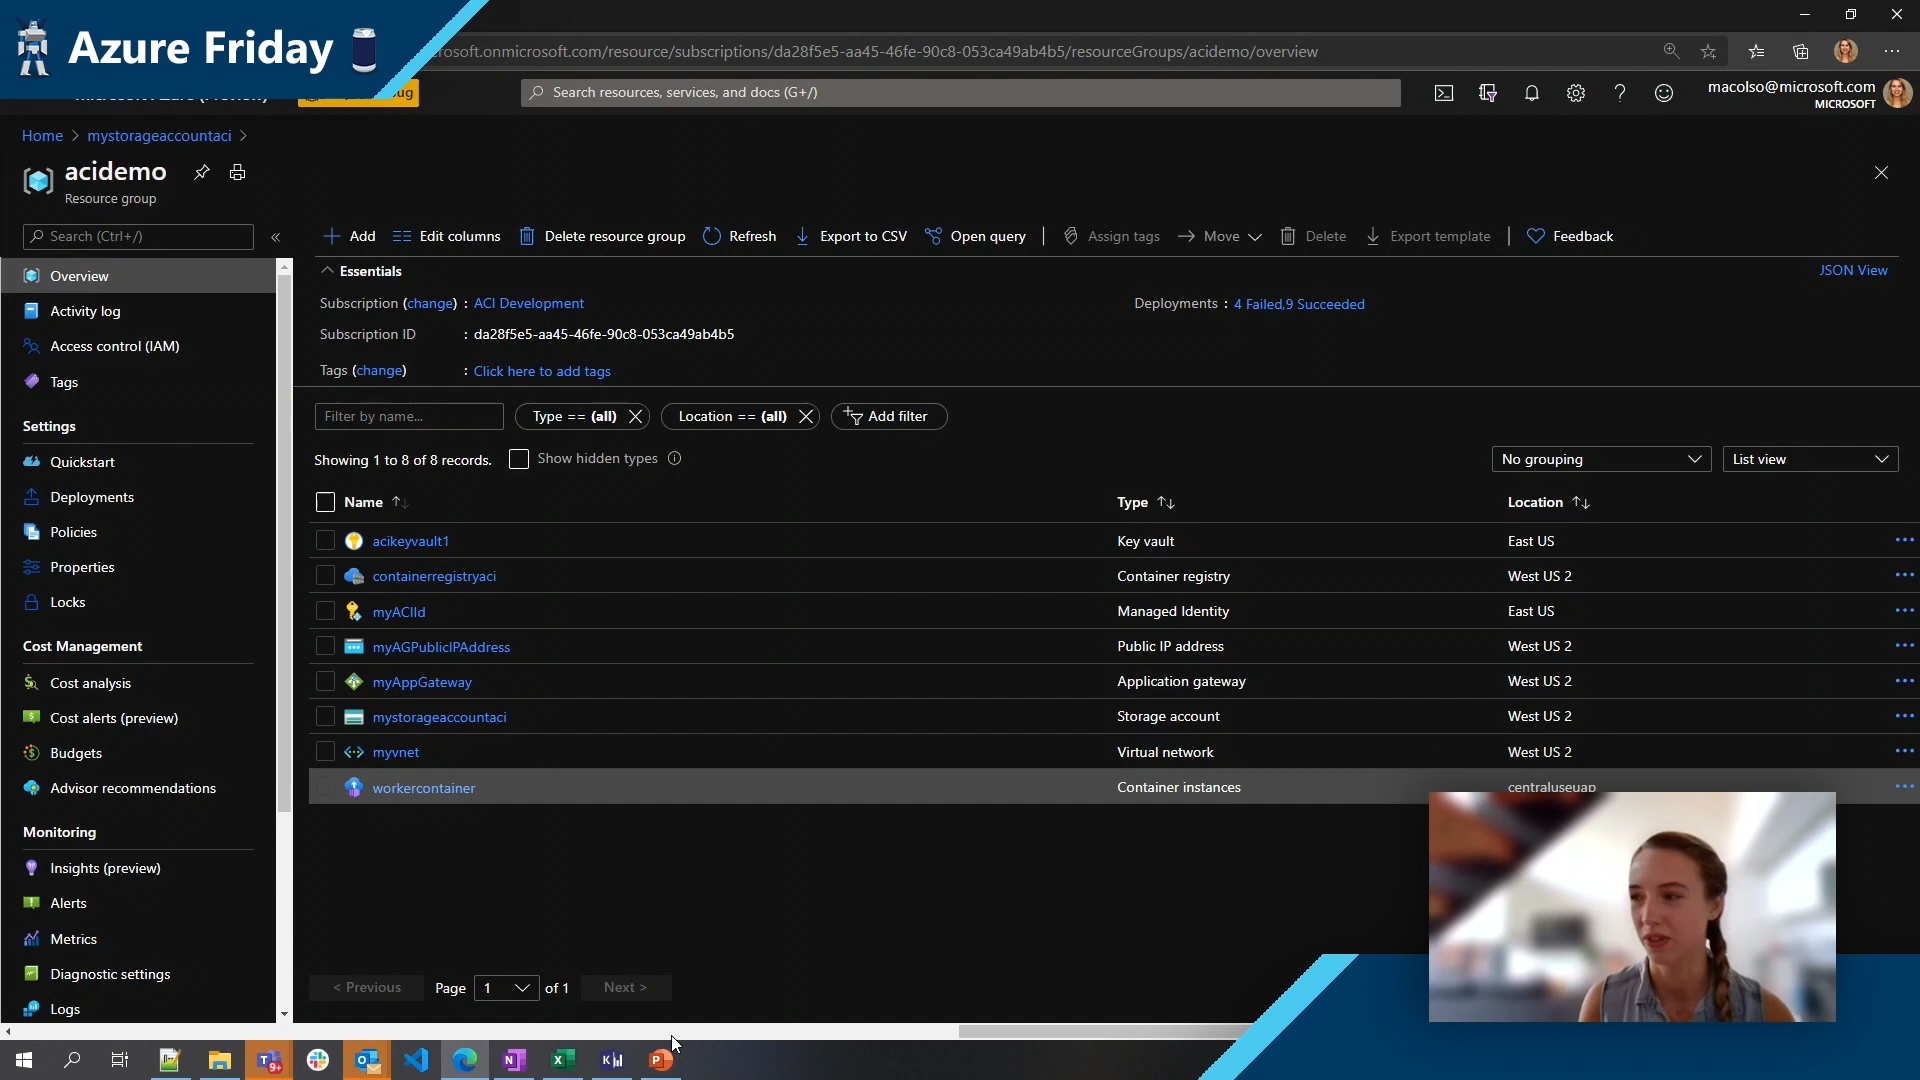 Azure Friday
rosoft.onmicrosoft.com/resource/subscriptions/da28f5e5-aa45-46fe-90c8-053ca49ab4b5/resourceGroups/acidemo/overview
Search resources, services, and docs (G+/)
macolso@microsoft.com
MICROSOFT
Home > mystorageaccountaci >
acidemo
Resource group
Search (Ctrl+/)
«
Add
Edit columns
Delete resource group
Refresh
Export to CSV
Open query
Assign tags
Move
Delete
Export template
Feedback
Essentials
JSON View
Subscription (change) : ACI Development
Deployments : 4 Failed,9 Succeeded
Subscription ID : da28f5e5-aa45-46fe-90c8-053ca49ab4b5
Tags (change) : Click here to add tags
Overview
Activity log
Access control (IAM)
Tags
Settings
Quickstart
Deployments
Policies
Properties
Locks
Cost Management
Cost analysis
Cost alerts (preview)
Budgets
Advisor recommendations
Monitoring
Insights (preview)
Alerts
Metrics
Diagnostic settings
Logs
Filter by name...
Type == (all)
Location == (all)
Add filter
Showing 1 to 8 of 8 records.
Show hidden types
No grouping
List view
Name Type Location
acikeyvault1 Key vault East US
containerregistryaci Container registry West US 2
myACIId Managed Identity East US
myAGPublicIPAddress Public IP address West US 2
myAppGateway Application gateway West US 2
mystorageaccountaci Storage account West US 2
myvnet Virtual network West US 2
workercontainer Container instances centraluseuap
< Previous
Page 1 of 1
Next >
9+